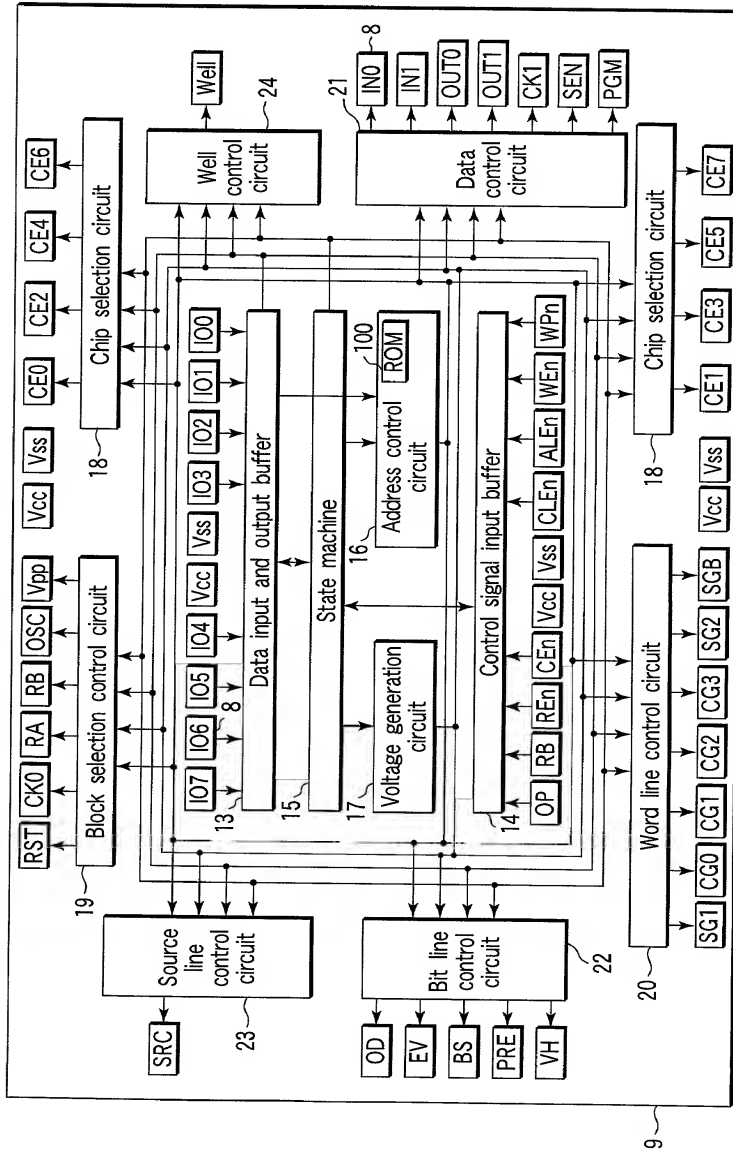 RST
CK0
RA
RB
OSC
Vpp
Vcc
Vss
CE0
CE2
CE4
CE6
Block selection control circuit
19
Chip selection circuit
18
Source
line
control
circuit
23
SRC
Well
control
circuit
24
Well
IO7
IO6
8
IO5
IO4
Vcc
Vss
IO3
IO2
IO1
IO0
Data input and output buffer
13
State machine
15
Voltage generation
circuit
17
Address control
circuit
16
100
ROM
Control signal input buffer
14
OP
RB
REn
CEn
Vcc
Vss
CLEn
ALEn
WEn
WPn
Bit line
control
circuit
22
OD
EV
BS
PRE
VH
21
Data
control
circuit
IN0
8
IN1
OUT0
OUT1
CK1
SEN
PGM
Word line control circuit
20
SG1
CG0
CG1
CG2
CG3
SG2
SGB
Vcc
Vss
Chip selection circuit
18
CE1
CE3
CE5
CE7
9